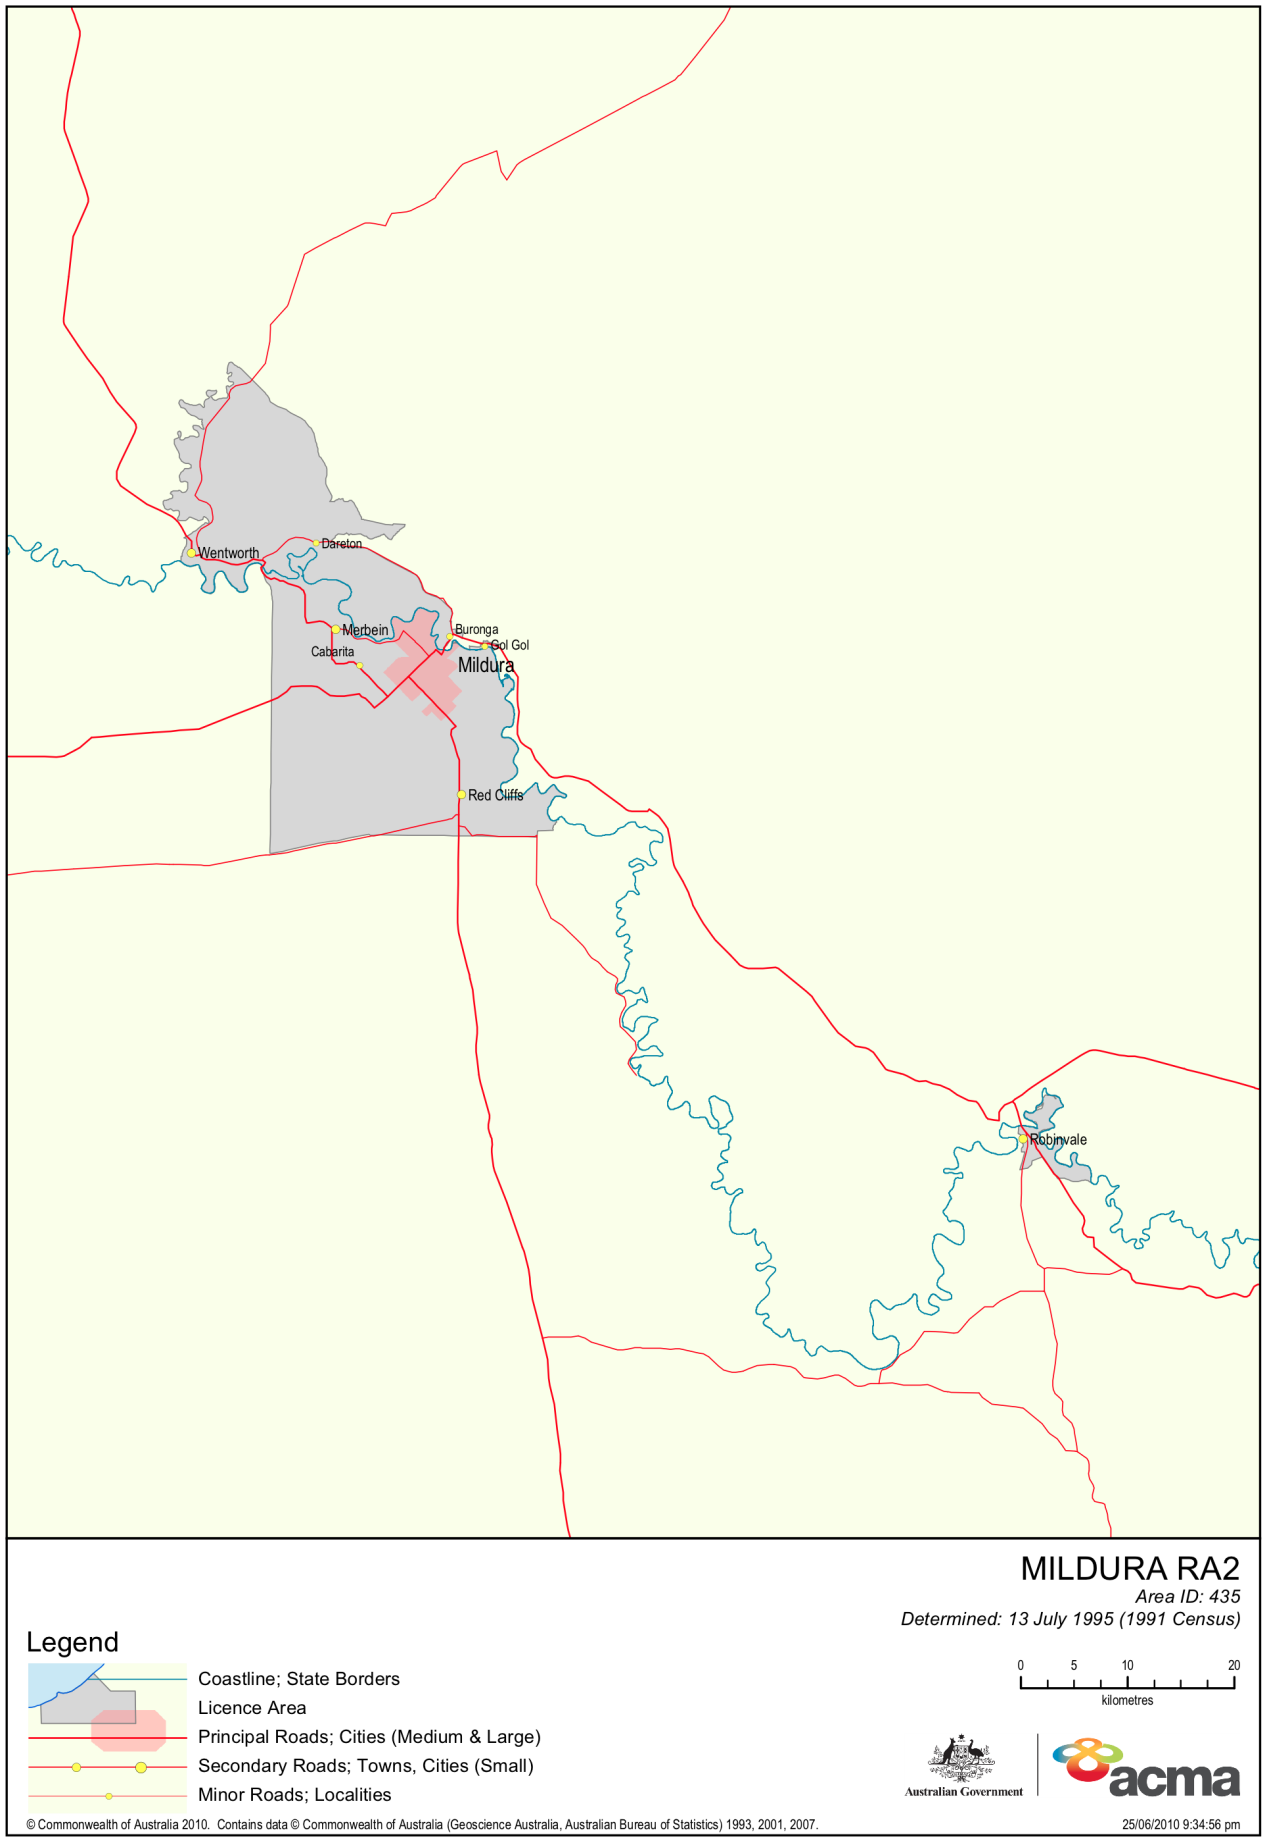 Wentworth
Dareton
Merbein
Buronga
Gol Gol
Cabarita
Mildura
Red Cliffs
Robinvale
MILDURA RA2
Area ID: 435
Determined: 13 July 1995 (1991 Census)
Legend
Coastline; State Borders
Licence Area
Principal Roads; Cities (Medium & Large)
Secondary Roads; Towns, Cities (Small)
Minor Roads; Localities
0 5 10 20
kilometres
Australian Government
acma
© Commonwealth of Australia 2010. Contains data © Commonwealth of Australia (Geoscience Australia, Australian Bureau of Statistics) 1993, 2001, 2007.
25/06/2010 9:34:56 pm